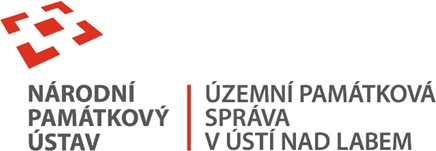 NÁRODNÍ
PAMÁTKOVÝ
ÚSTAV
ÚZEMNÍ PAMÁTKOVÁ
SPRÁVA
V ÚSTÍ NAD LABEM